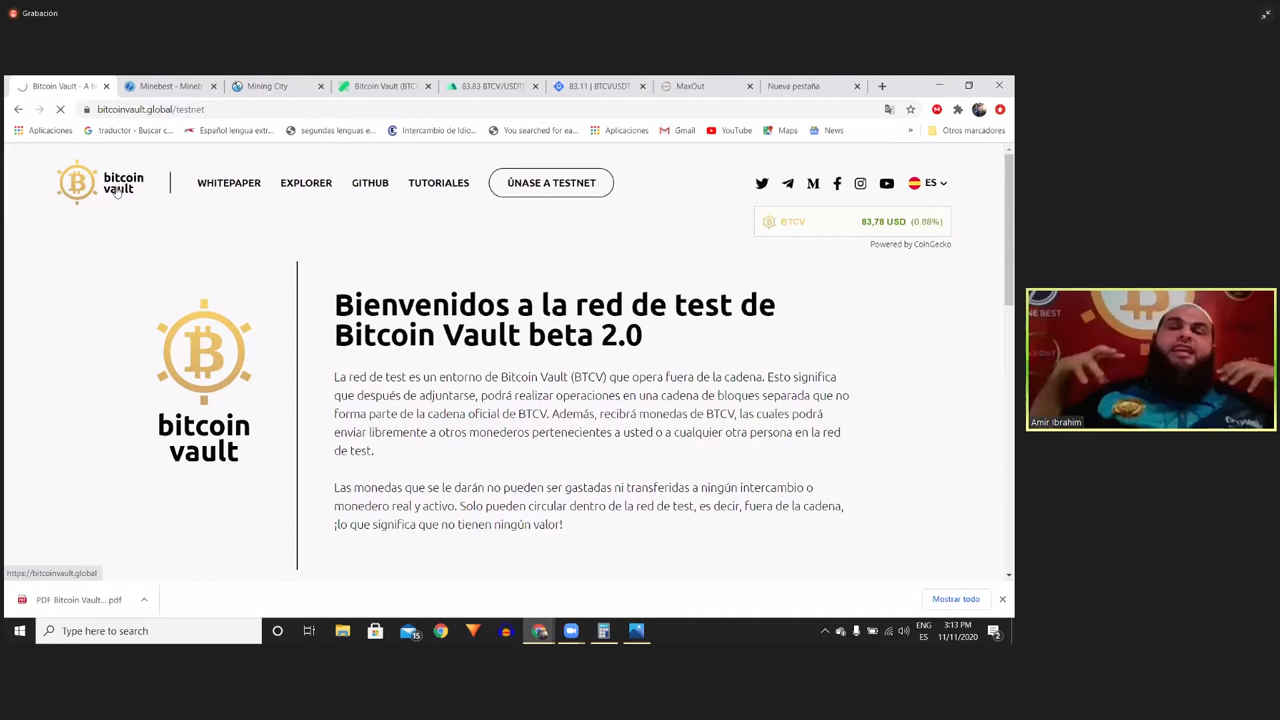 Grabación
Bitcoin Vault - A h
Minebest - Mineb
Mining City
Bitcoin Vault (BTC
83.83 BTCV/USDT
83.11 | BTCVUSDT
MaxOut
Nueva pestaña
bitcoinvault.global/testnet
Aplicaciones
traductor - Buscar c...
Español lengua extr...
segundas lenguas e...
Intercambio de Idio...
You searched for ea...
Aplicaciones
Gmail
YouTube
Maps
News
»
Otros marcadores
bitcoin
vault
WHITEPAPER
EXPLORER
GITHUB
TUTORIALES
ÚNASE A TESTNET
ES
BTCV 83,78 USD (0.88%)
Powered by CoinGecko
Bienvenidos a la red de test de
Bitcoin Vault beta 2.0
bitcoin
vault
La red de test es un entorno de Bitcoin Vault (BTCV) que opera fuera de la cadena. Esto significa
que después de adjuntarse, podrá realizar operaciones en una cadena de bloques separada que no
forma parte de la cadena oficial de BTCV. Además, recibirá monedas de BTCV, las cuales podrá
enviar libremente a otros monederos pertenecientes a usted o a cualquier otra persona en la red
de test.
Las monedas que se le darán no pueden ser gastadas ni transferidas a ningún intercambio o
monedero real y activo. Solo pueden circular dentro de la red de test, es decir, fuera de la cadena,
¡lo que significa que no tienen ningún valor!
https://bitcoinvault.global
PDF Bitcoin Vault....pdf
Mostrar todo
Type here to search
15
ENG
ES
3:13 PM
11/11/2020
2
NE BEST
Amir Ibrahim